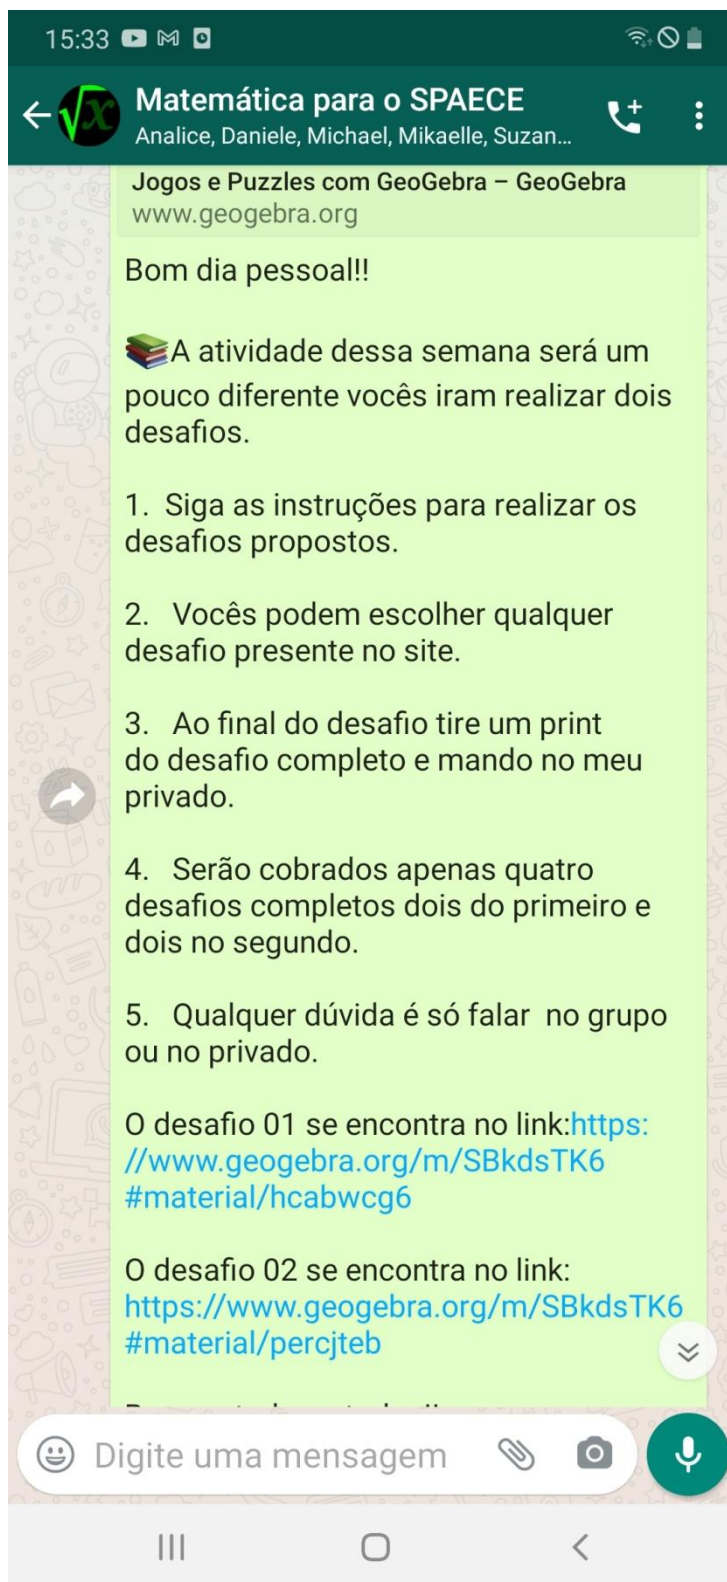 15:33
Matemática para o SPAECE
Analice, Daniele, Michael, Mikaelle, Suzan...
Jogos e Puzzles com GeoGebra – GeoGebra
www.geogebra.org
Bom dia pessoal!!
A atividade dessa semana será um
pouco diferente vocês iram realizar dois
desafios.
1. Siga as instruções para realizar os
desafios propostos.
2. Vocês podem escolher qualquer
desafio presente no site.
3. Ao final do desafio tire um print
do desafio completo e mando no meu
privado.
4. Serão cobrados apenas quatro
desafios completos dois do primeiro e
dois no segundo.
5. Qualquer dúvida é só falar no grupo
ou no privado.
O desafio 01 se encontra no link:https:
//www.geogebra.org/m/SBkdsTK6
#material/hcabwcg6
O desafio 02 se encontra no link:
https://www.geogebra.org/m/SBkdsTK6
#material/percjteb
Digite uma mensagem